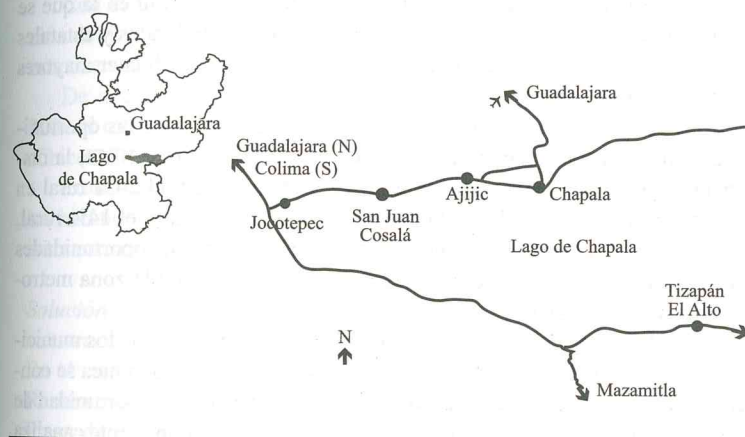 Guadalajara
Lago
de Chapala
Guadalajara
Guadalajara (N)
Colima (S)
Jocotepec
San Juan
Cosalá
Ajijic
Chapala
Lago de Chapala
Tizapán
El Alto
N
Mazamitla